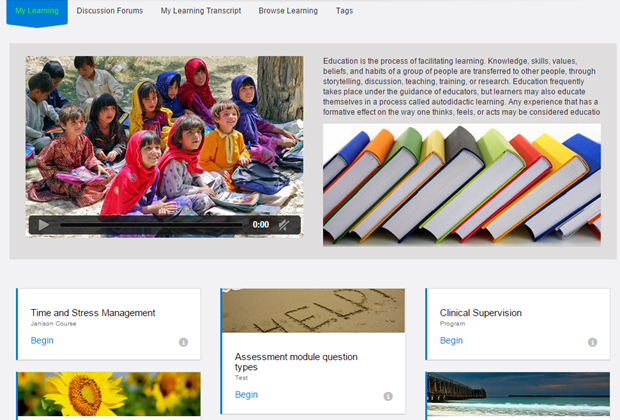 My Learning
Discussion Forums
My Learning Transcript
Browse Learning
Tags
Education is the process of facilitating learning. Knowledge, skills, values,
beliefs, and habits of a group of people are transferred to other people, through
storytelling, discussion, teaching, training, or research. Education frequently
takes place under the guidance of educators, but learners may also educate
themselves in a process called autodidactic learning. Any experience that has a
formative effect on the way one thinks, feels, or acts may be considered educatio
0:00
Time and Stress Management
Janison Course
Begin
HELP!
Assessment module question
types
Test
Begin
Clinical Supervision
Program
Begin